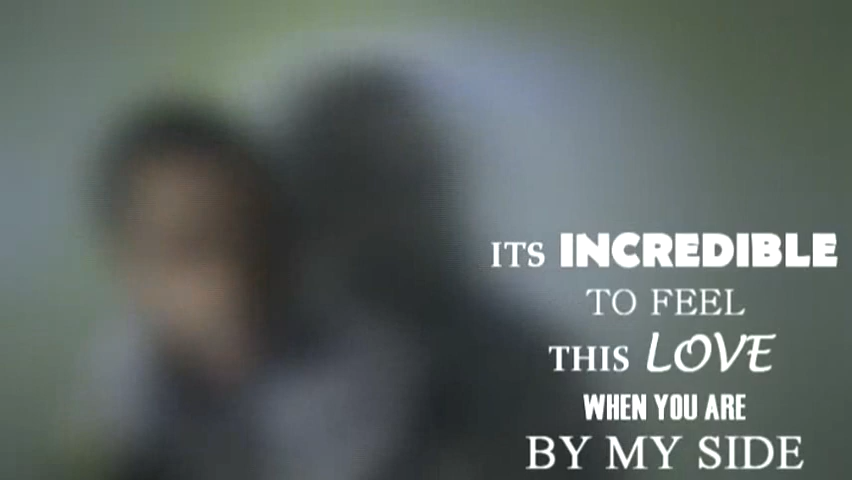 ITS INCREDIBLE
TO FEEL
THIS LOVE
WHEN YOU ARE
BY MY SIDE